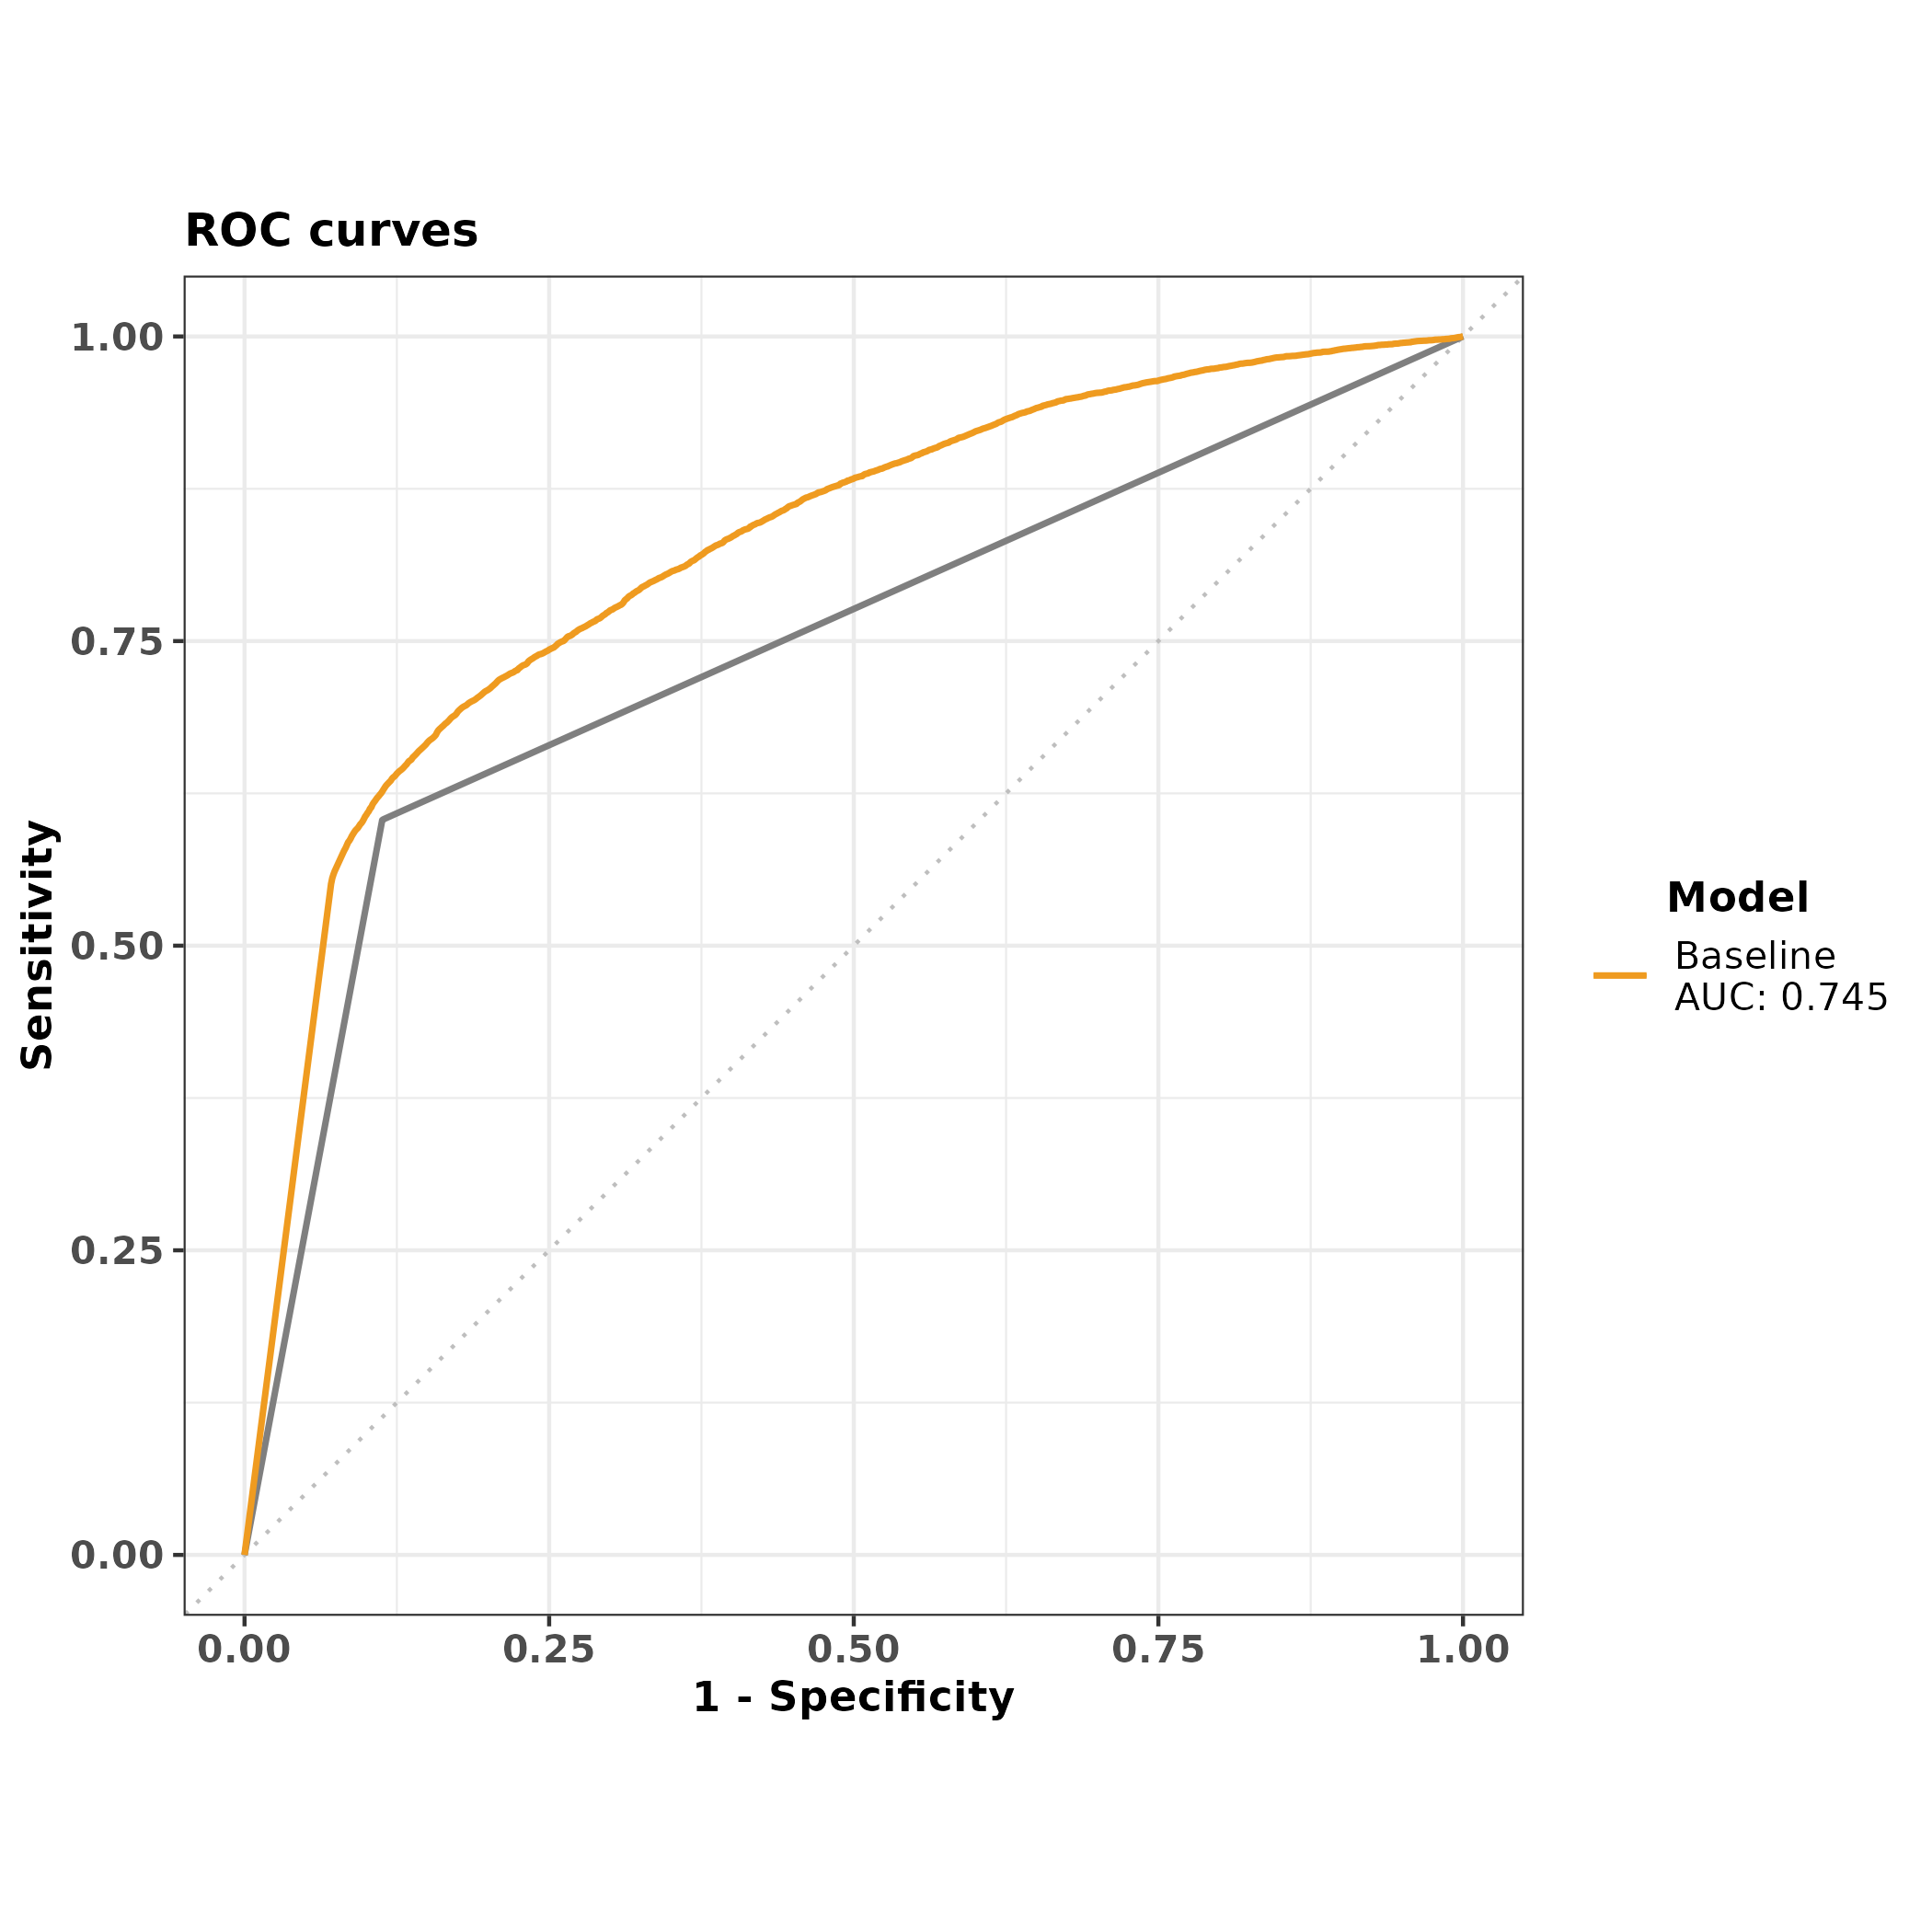 ROC curves
1.00
0.75
0.50
0.25
0.00
Sensitivity
0.00 0.25 0.50 0.75 1.00
1 - Specificity
Model
Baseline
AUC: 0.745